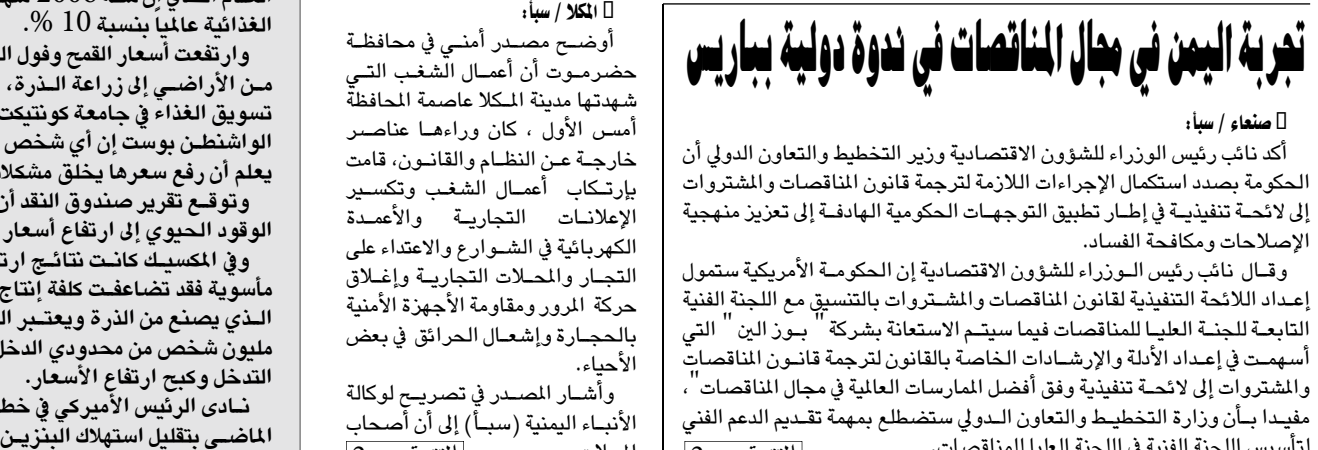 تجربة اليمن في مجال المناقصات في ندوة دولية بباريس
صنعاء / سبأ:
أكد نائب رئيس الوزراء للشؤون الاقتصادية وزير التخطيط والتعاون الدولي أن
الحكومة بصدد استكمال الإجراءات اللازمة لترجمة قانون المناقصات والمشتروات
إلى لائحة تنفيذية في إطار تطبيق التوجهات الحكومية الهادفة إلى تعزيز منهجية
الإصلاحات ومكافحة الفساد.
وقال نائب رئيس الوزراء للشؤون الاقتصادية إن الحكومة الأمريكية ستمول
إعداد اللائحة التنفيذية لقانون المناقصات والمشتروات بالتنسيق مع اللجنة الفنية
التابعة للجنة العليا للمناقصات فيما سيتم الاستعانة بشركة " بوز الين " التي
أسهمت في إعداد الأدلة والإرشادات الخاصة بالقانون لترجمة قانون المناقصات
والمشتروات إلى لائحة تنفيذية وفق أفضل الممارسات العالمية في مجال المناقصات"،
مفيدا بأن وزارة التخطيط والتعاون الدولي ستضطلع بمهمة تقديم الدعم الفني
لتأسيس اللجنة الفنية في اللجنة العليا للمناقصات.
المكلا / سبأ:
أوضح مصدر أمني في محافظة
حضرموت أن أعمال الشغب التي
شهدتها مدينة المكلا عاصمة المحافظة
أمس الأول ، كان وراءها عناصر
خارجة عن النظام والقانون، قامت
بإرتكاب أعمال الشغب وتكسير
الإعلانات التجارية والأعمدة
الكهربائية في الشوارع والاعتداء على
التجار والمحلات التجارية وإغلاق
حركة المرور ومقاومة الأجهزة الأمنية
بالحجارة وإشعال الحرائق في بعض
الأحياء.
وأشار المصدر في تصريح لوكالة
الأنباء اليمنية (سبأ) إلى أن أصحاب
الغذائية عالميا بنسبة 10 %.
وارتفعت أسعار القمح وفول
من الأراضي إلى زراعة الذرة،
تسويق الغذاء في جامعة كونتيكت
الواشنطن بوست إن أي شخص
يعلم أن رفع سعرها يخلق
وتوقع تقرير صندوق النقد أن
الوقود الحيوي إلى ارتفاع أسعار
وفي المكسيك كانت نتائج
مأسوية فقد تضاعفت كلفة إنتاج
الذي يصنع من الذرة ويعتبر
مليون شخص من محدودي الدخل
التدخل وكبح ارتفاع الأسعار.
نادى الرئيس الأميركي في
الماضي بتقليل استهلاك البنزين